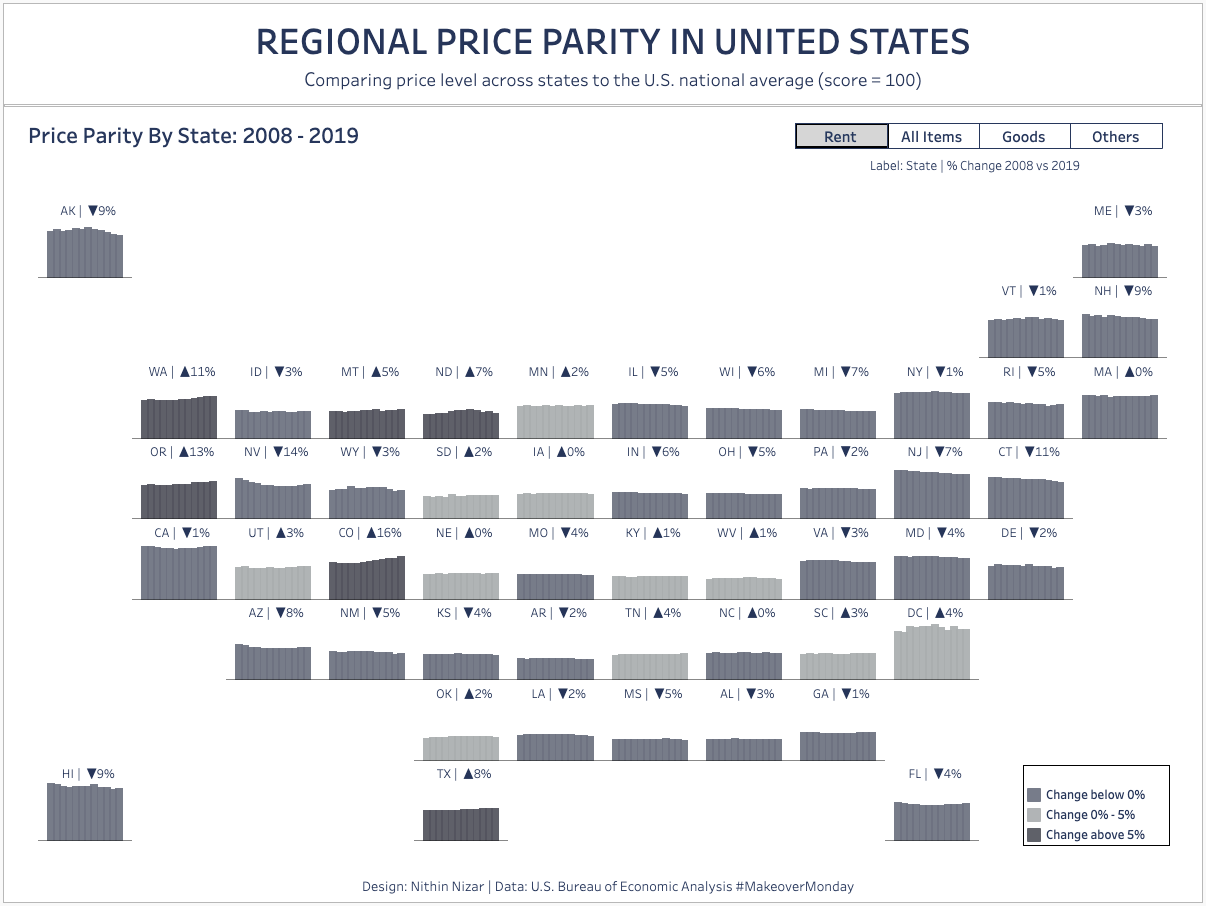 REGIONAL PRICE PARITY IN UNITED STATES
Comparing price level across states to the U.S. national average (score = 100)
Price Parity By State: 2008 - 2019
Rent All Items Goods Others
Label: State | % Change 2008 vs 2019
AK | ▼9% ME | ▼3%
VT | ▼1% NH | ▼9%
WA | ▲11% ID | ▼3% MT | ▲5% ND | ▲7% MN | ▲2% IL | ▼5% WI | ▼6% MI | ▼7% NY | ▼1% RI | ▼5% MA | ▲0%
OR | ▲13% NV | ▼14% WY | ▼3% SD | ▲2% IA | ▲0% IN | ▼6% OH | ▼5% PA | ▼2% NJ | ▼7% CT | ▼11%
CA | ▼1% UT | ▲3% CO | ▲16% NE | ▲0% MO | ▼4% KY | ▲1% WV | ▲1% VA | ▼3% MD | ▼4% DE | ▼2%
AZ | ▼8% NM | ▼5% KS | ▼4% AR | ▼2% TN | ▲4% NC | ▲0% SC | ▲3% DC | ▲4%
OK | ▲2% LA | ▼2% MS | ▼5% AL | ▼3% GA | ▼1%
HI | ▼9% TX | ▲8% FL | ▼4%
Change below 0%
Change 0% - 5%
Change above 5%
Design: Nithin Nizar | Data: U.S. Bureau of Economic Analysis #MakeoverMonday